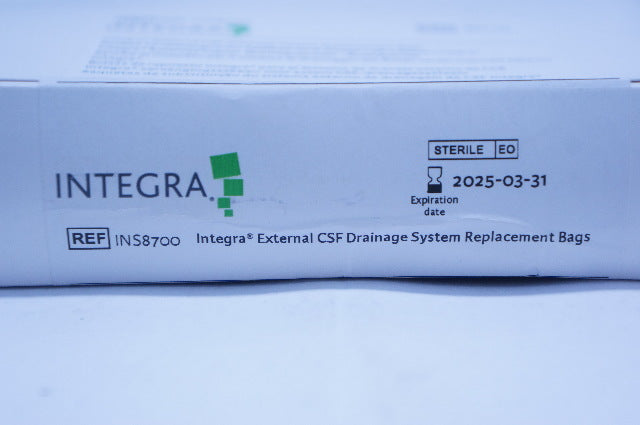 STERILE EO
INTEGRA.
2025-03-31
Expiration
date
REF INS8700 Integra® External CSF Drainage System Replacement Bags